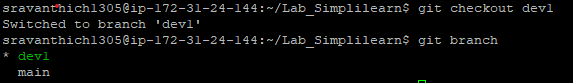 sravanthich1305@ip-172-31-24-144:~/Lab_Simplilearn$ git checkout dev1
Switched to branch 'dev1'
sravanthich1305@ip-172-31-24-144:~/Lab_Simplilearn$ git branch
* dev1
  main